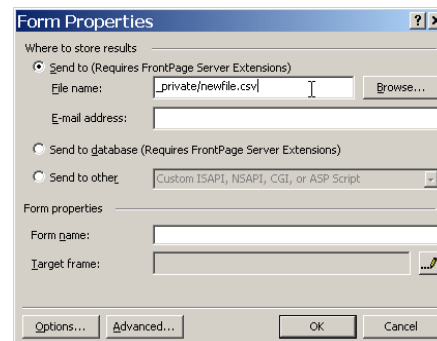 Form Properties
Where to store results
Send to (Requires FrontPage Server Extensions)
File name: _private/newfile.csv Browse...
E-mail address:
Send to database (Requires FrontPage Server Extensions)
Send to other Custom ISAPI, NSAPI, CGI, or ASP Script
Form properties
Form name:
Target frame:
Options... Advanced... OK Cancel